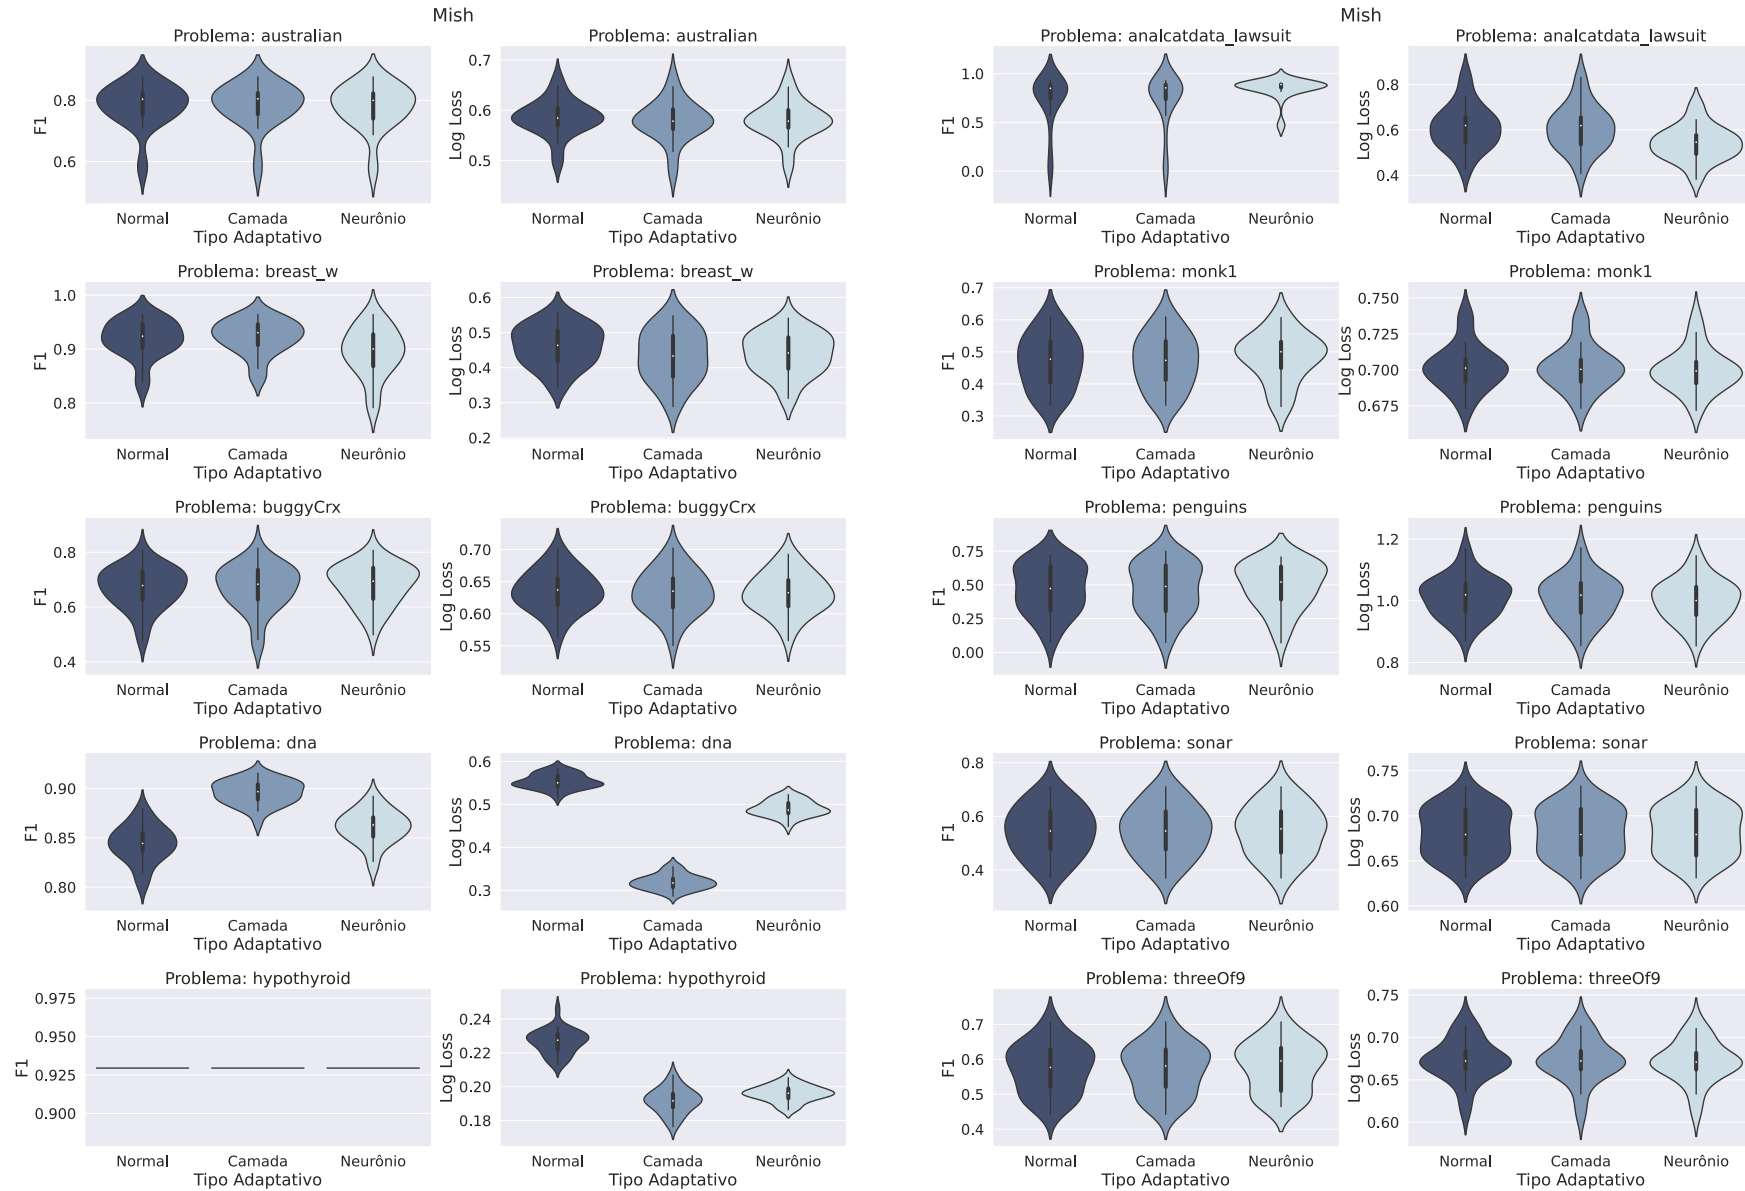 Mish
Mish
Problema: australian
Problema: australian
Problema: analcatdata_lawsuit
Problema: analcatdata_lawsuit
F1
0.8
0.6
Log Loss
0.7
0.6
0.5
F1
1.0
0.5
0.0
Log Loss
0.8
0.6
0.4
Normal Camada Neurônio
Normal Camada Neurônio
Normal Camada Neurônio
Normal Camada Neurônio
Tipo Adaptativo
Tipo Adaptativo
Tipo Adaptativo
Tipo Adaptativo
Problema: breast_w
Problema: breast_w
Problema: monk1
Problema: monk1
F1
1.0
0.9
0.8
Log Loss
0.6
0.5
0.4
0.3
0.2
F1
0.7
0.6
0.5
0.4
0.3
Log Loss
0.750
0.725
0.700
0.675
Normal Camada Neurônio
Normal Camada Neurônio
Normal Camada Neurônio
Normal Camada Neurônio
Tipo Adaptativo
Tipo Adaptativo
Tipo Adaptativo
Tipo Adaptativo
Problema: buggyCrx
Problema: buggyCrx
Problema: penguins
Problema: penguins
F1
0.8
0.6
0.4
Log Loss
0.70
0.65
0.60
0.55
F1
0.75
0.50
0.25
0.00
Log Loss
1.2
1.0
0.8
Normal Camada Neurônio
Normal Camada Neurônio
Normal Camada Neurônio
Normal Camada Neurônio
Tipo Adaptativo
Tipo Adaptativo
Tipo Adaptativo
Tipo Adaptativo
Problema: dna
Problema: dna
Problema: sonar
Problema: sonar
F1
0.90
0.85
0.80
Log Loss
0.6
0.5
0.4
0.3
F1
0.8
0.6
0.4
Log Loss
0.75
0.70
0.65
0.60
Normal Camada Neurônio
Normal Camada Neurônio
Normal Camada Neurônio
Normal Camada Neurônio
Tipo Adaptativo
Tipo Adaptativo
Tipo Adaptativo
Tipo Adaptativo
Problema: hypothyroid
Problema: hypothyroid
Problema: threeOf9
Problema: threeOf9
F1
0.975
0.950
0.925
0.900
Log Loss
0.24
0.22
0.20
0.18
F1
0.7
0.6
0.5
0.4
Log Loss
0.75
0.70
0.65
0.60
Normal Camada Neurônio
Normal Camada Neurônio
Normal Camada Neurônio
Normal Camada Neurônio
Tipo Adaptativo
Tipo Adaptativo
Tipo Adaptativo
Tipo Adaptativo